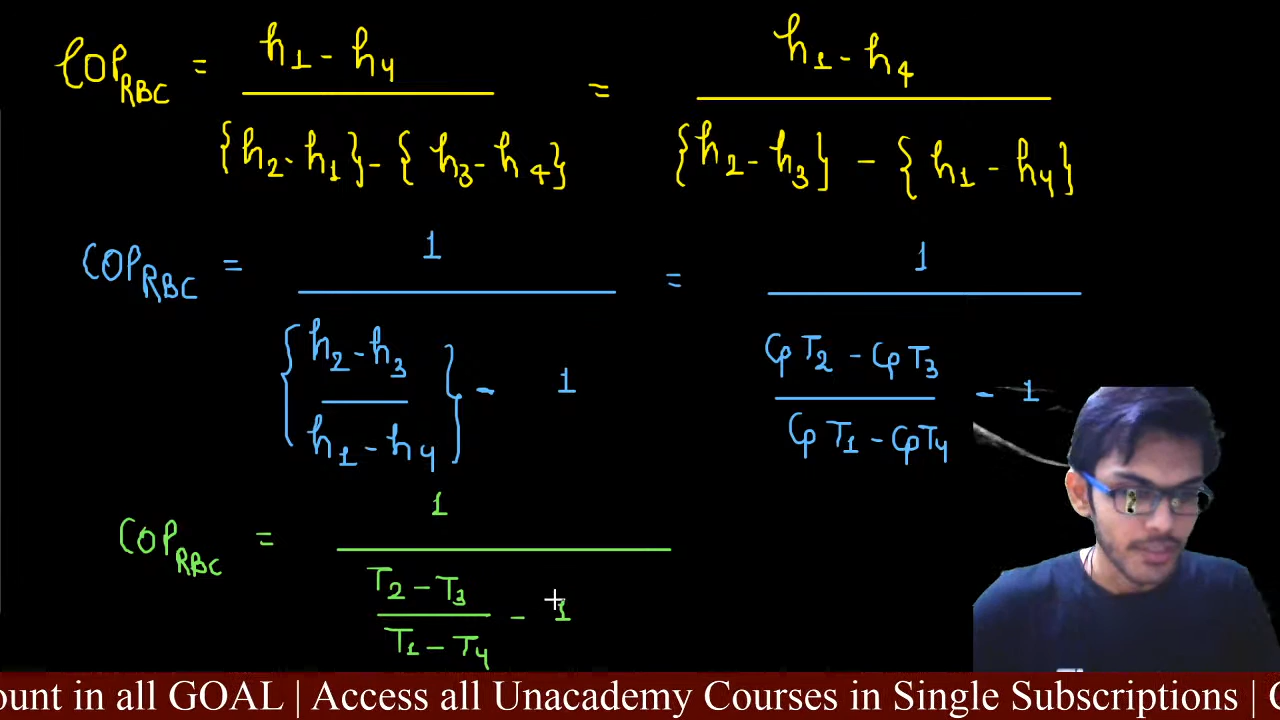 COP_RBC = (h1 - h4) / ({h2 - h1} - {h3 - h4}) = (h1 - h4) / ({h2 - h3} - {h1 - h4})
COP_RBC = 1 / ({(h2 - h3) / (h1 - h4)} - 1) = 1 / ((CpT2 - CpT3) / (CpT1 - CpT4) - 1)
COP_RBC = 1 / ((T2 - T3) / (T1 - T4) - 1)
ount in all GOAL | Access all Unacademy Courses in Single Subscriptions |